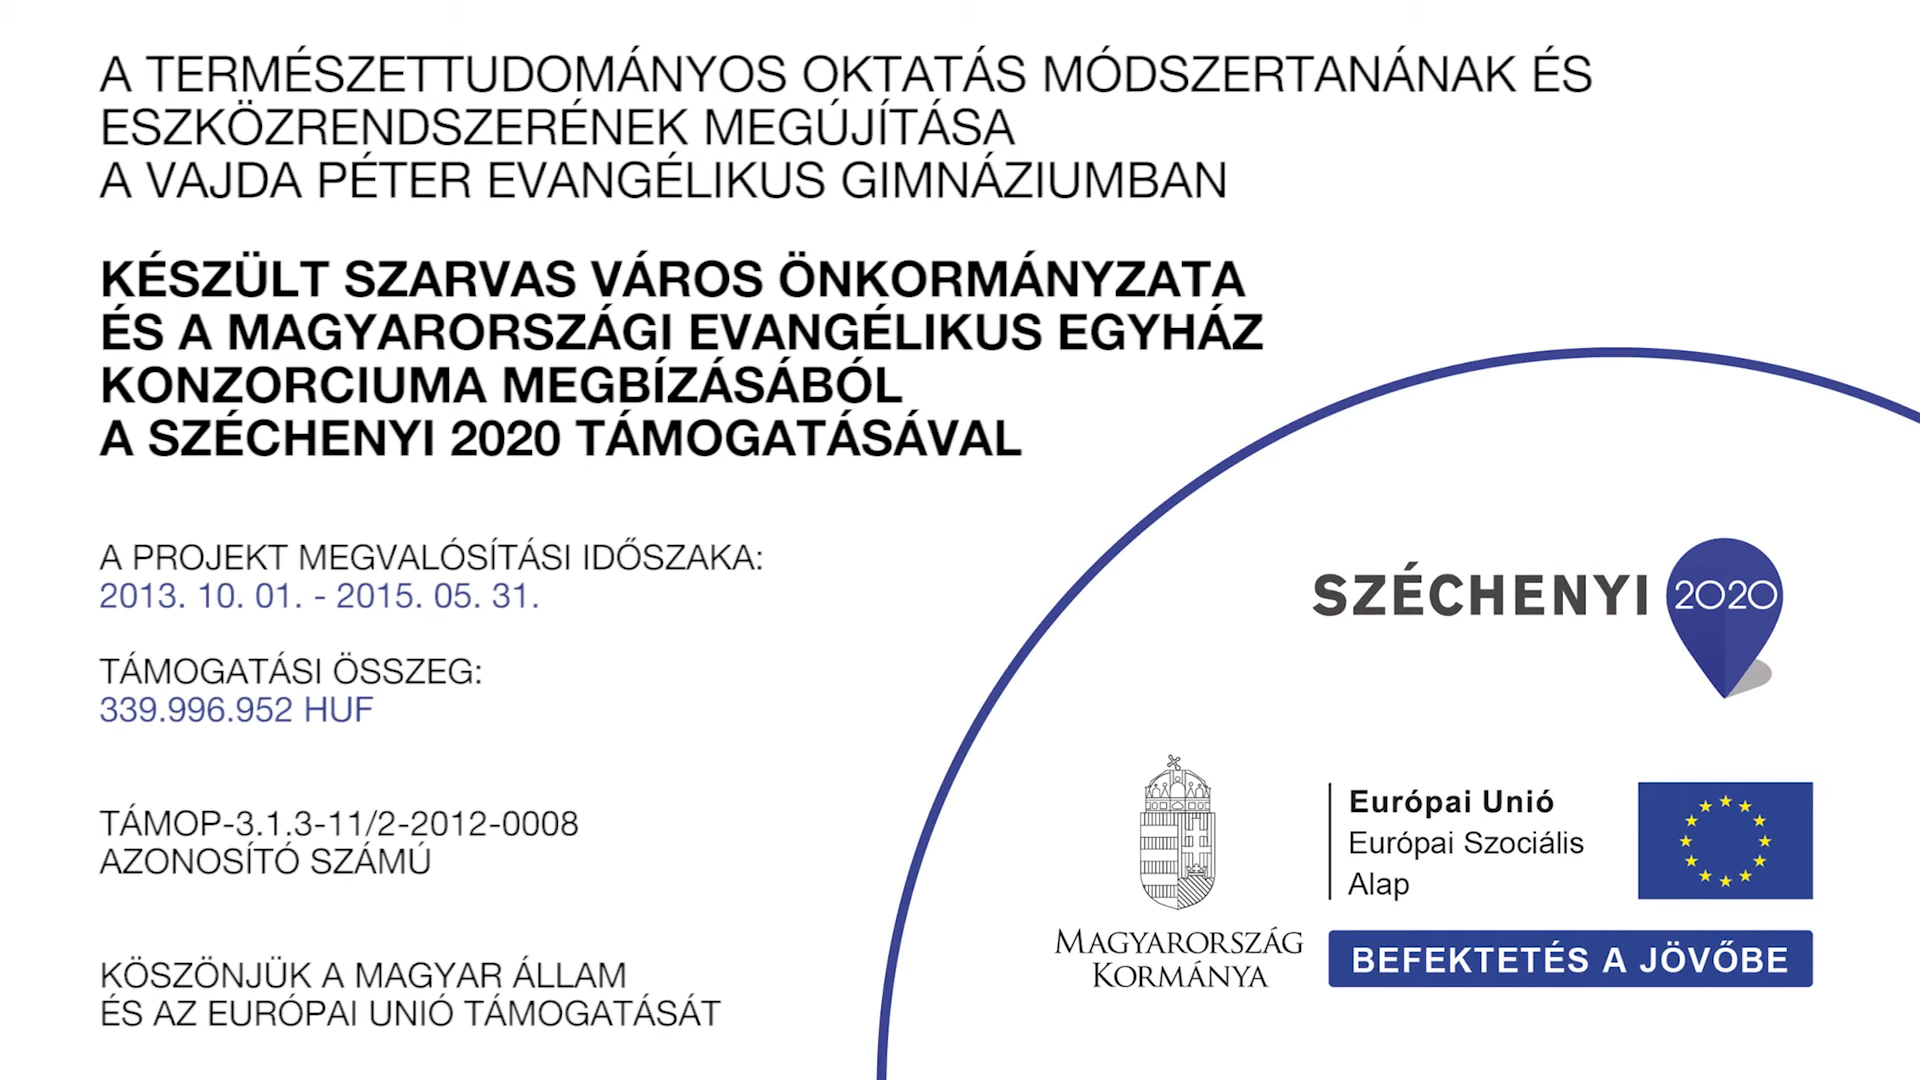 A TERMÉSZETTUDOMÁNYOS OKTATÁS MÓDSZERTANÁNAK ÉS
ESZKÖZRENDSZERÉNEK MEGÚJÍTÁSA
A VAJDA PÉTER EVANGÉLIKUS GIMNÁZIUMBAN
KÉSZÜLT SZARVAS VÁROS ÖNKORMÁNYZATA
ÉS A MAGYARORSZÁGI EVANGÉLIKUS EGYHÁZ
KONZORCIUMA MEGBÍZÁSÁBÓL
A SZÉCHENYI 2020 TÁMOGATÁSÁVAL
A PROJEKT MEGVALÓSÍTÁSI IDŐSZAKA:
2013. 10. 01. - 2015. 05. 31.
TÁMOGATÁSI ÖSSZEG:
339.996.952 HUF
TÁMOP-3.1.3-11/2-2012-0008
AZONOSÍTÓ SZÁMÚ
KÖSZÖNJÜK A MAGYAR ÁLLAM
ÉS AZ EURÓPAI UNIÓ TÁMOGATÁSÁT
SZÉCHENYI 2020
MAGYARORSZÁG
KORMÁNYA
Európai Unió
Európai Szociális
Alap
BEFEKTETÉS A JÖVŐBE